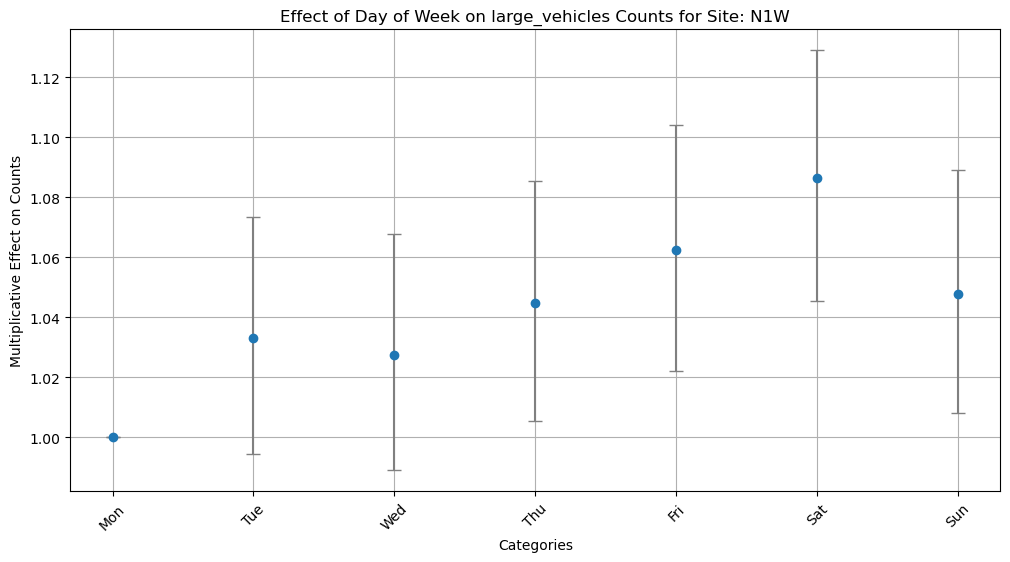 Effect of Day of Week on large_vehicles Counts for Site: N1W
Multiplicative Effect on Counts
1.12
1.10
1.08
1.06
1.04
1.02
1.00
Mon
Tue
Wed
Thu
Fri
Sat
Sun
Categories